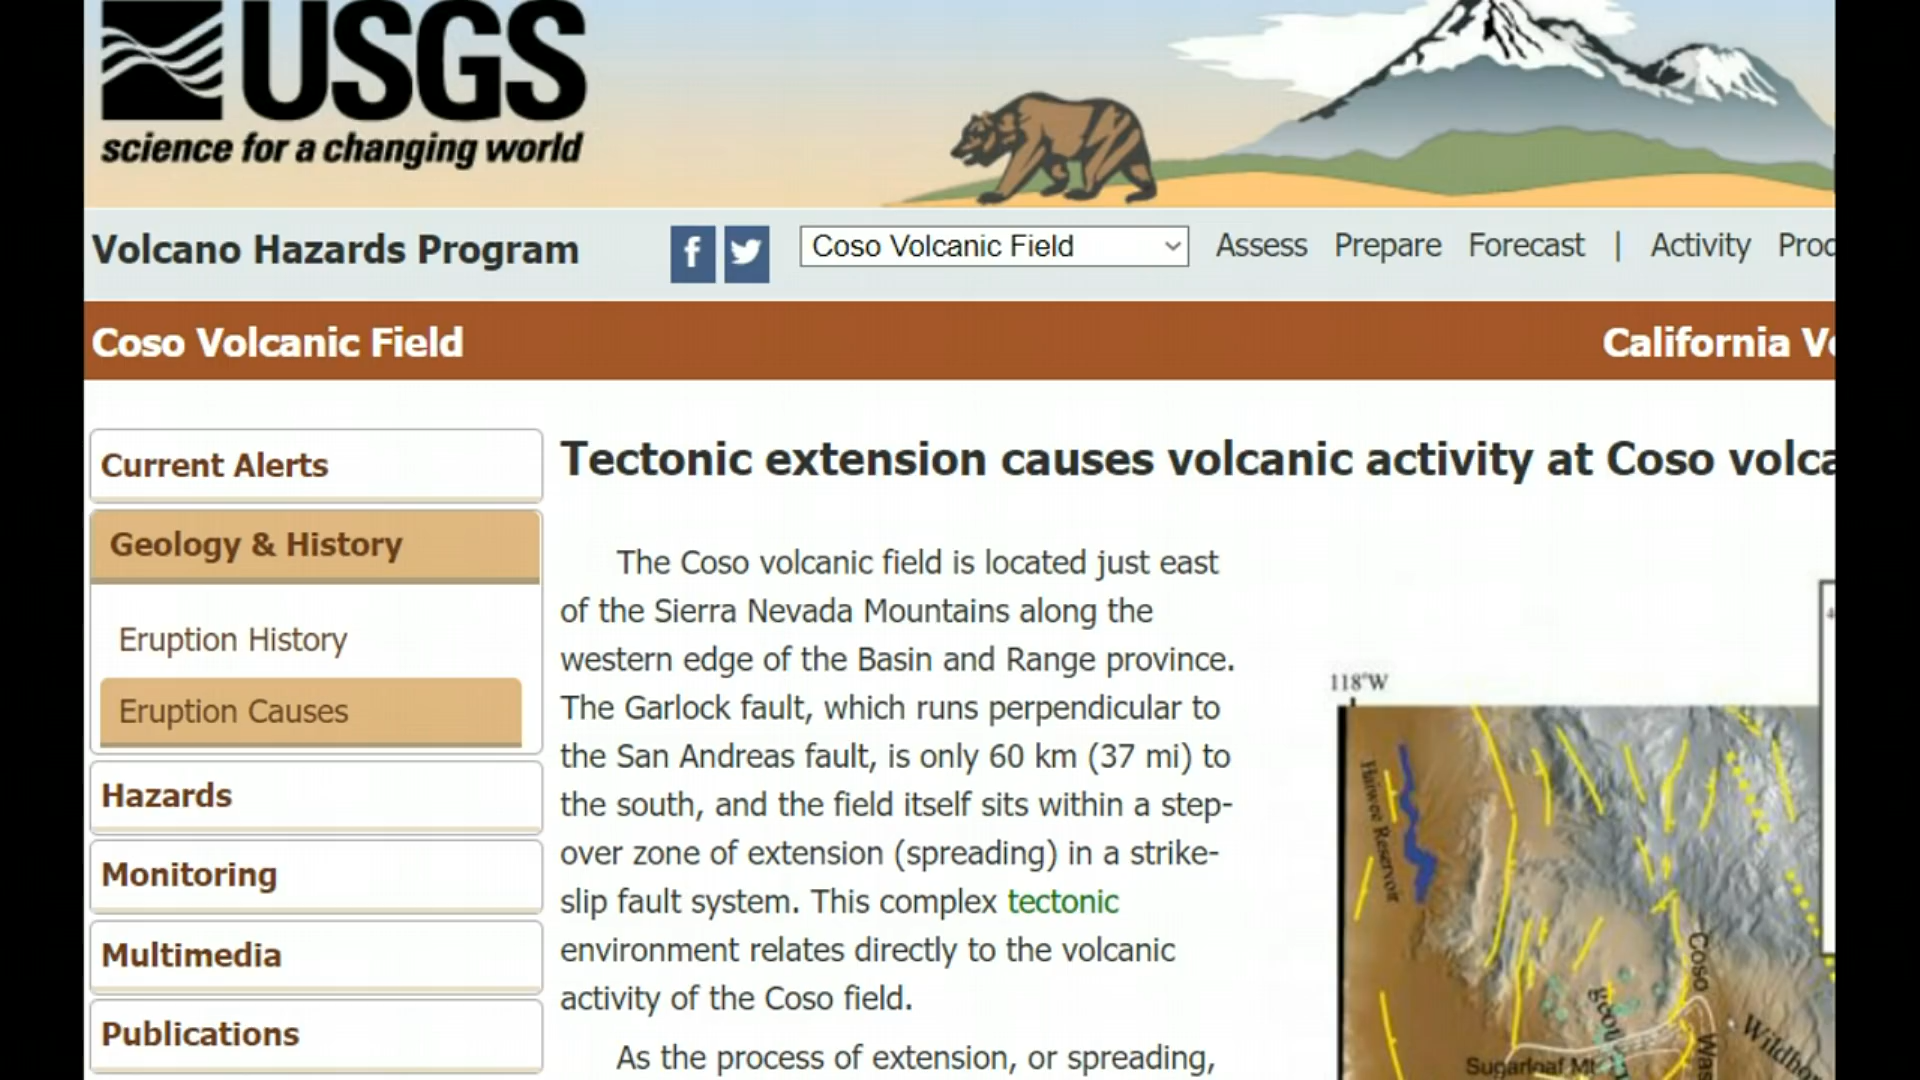 USGS
science for a changing world
Volcano Hazards Program
f
Coso Volcanic Field
Assess Prepare Forecast | Activity
Coso Volcanic Field
California
Current Alerts
Geology & History
Eruption History
Eruption Causes
Hazards
Monitoring
Multimedia
Publications
Tectonic extension causes volcanic activity at Coso
The Coso volcanic field is located just east
of the Sierra Nevada Mountains along the
western edge of the Basin and Range province.
The Garlock fault, which runs perpendicular to
the San Andreas fault, is only 60 km (37 mi) to
the south, and the field itself sits within a step-
over zone of extension (spreading) in a strike-
slip fault system. This complex tectonic
environment relates directly to the volcanic
activity of the Coso field.
As the process of extension, or spreading,
118°W
Haiwee Reservoir
Coso
Sugarloaf Mt